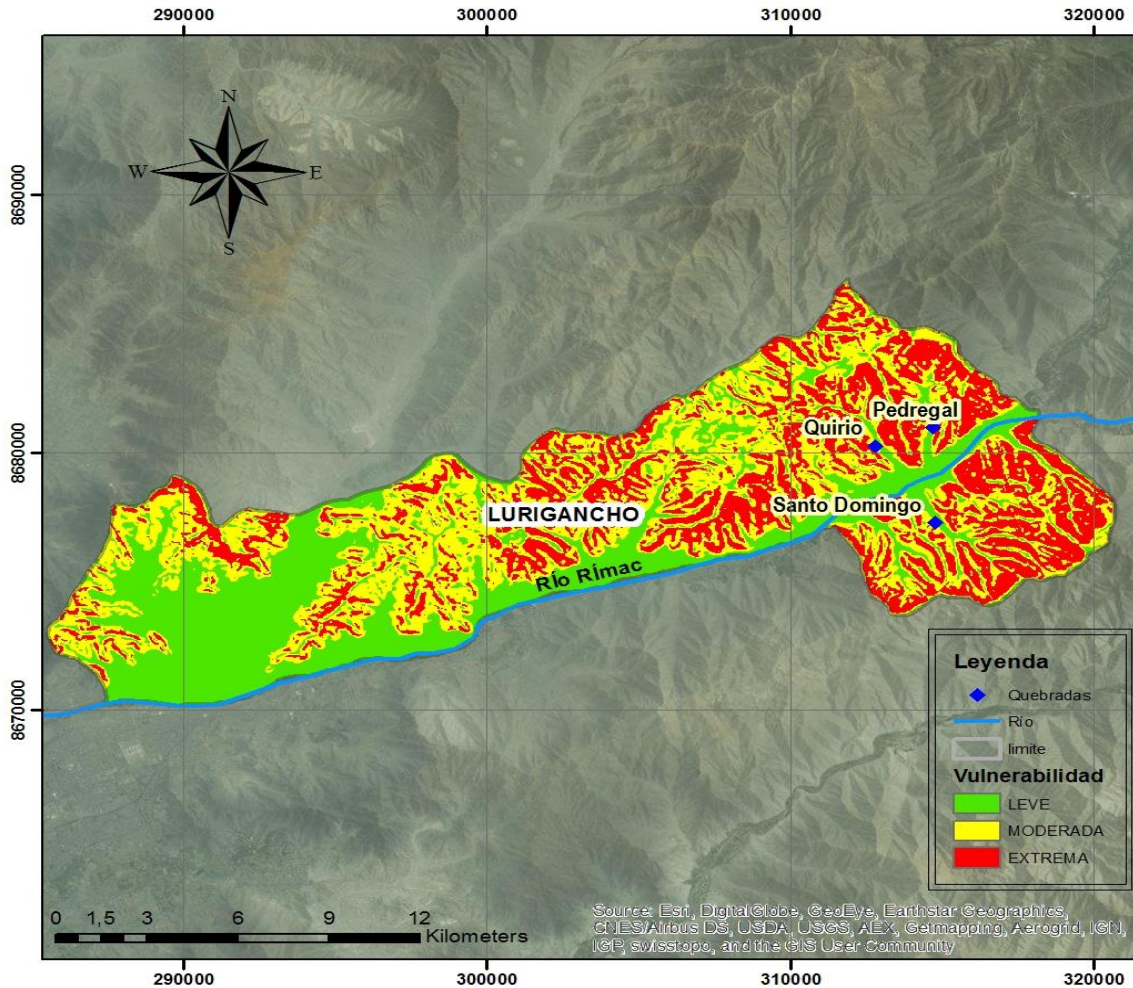 290000 300000 310000 320000
N
W E
S
8690000
8680000
8670000
Pedregal
Quirio
Santo Domingo
LURIGANCHO
Río Rímac
Leyenda
Quebradas
Río
limite
Vulnerabilidad
LEVE
MODERADA
EXTREMA
0 1,5 3 6 9 12
Kilometers
Source: Esri, DigitalGlobe, GeoEye, Earthstar Geographics,
CNES/Airbus DS, USDA, USGS, AEX, Getmapping, Aerogrid, IGN,
IGP, swisstopo, and the GIS User Community
290000 300000 310000 320000